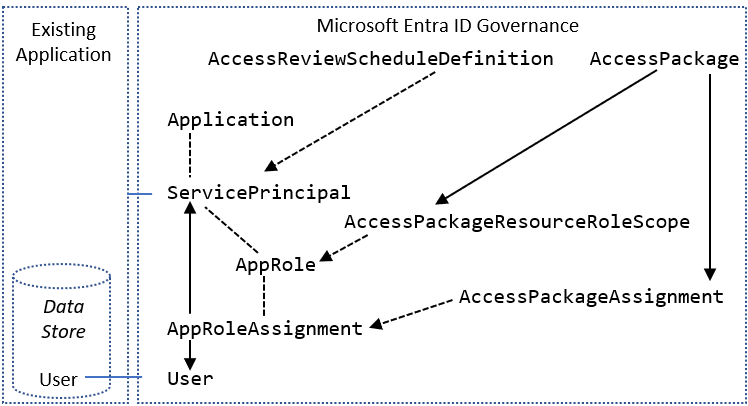 Existing
Application
Microsoft Entra ID Governance
AccessReviewScheduleDefinition
AccessPackage
Application
ServicePrincipal
AccessPackageResourceRoleScope
AppRole
AccessPackageAssignment
Data
Store
AppRoleAssignment
User
User